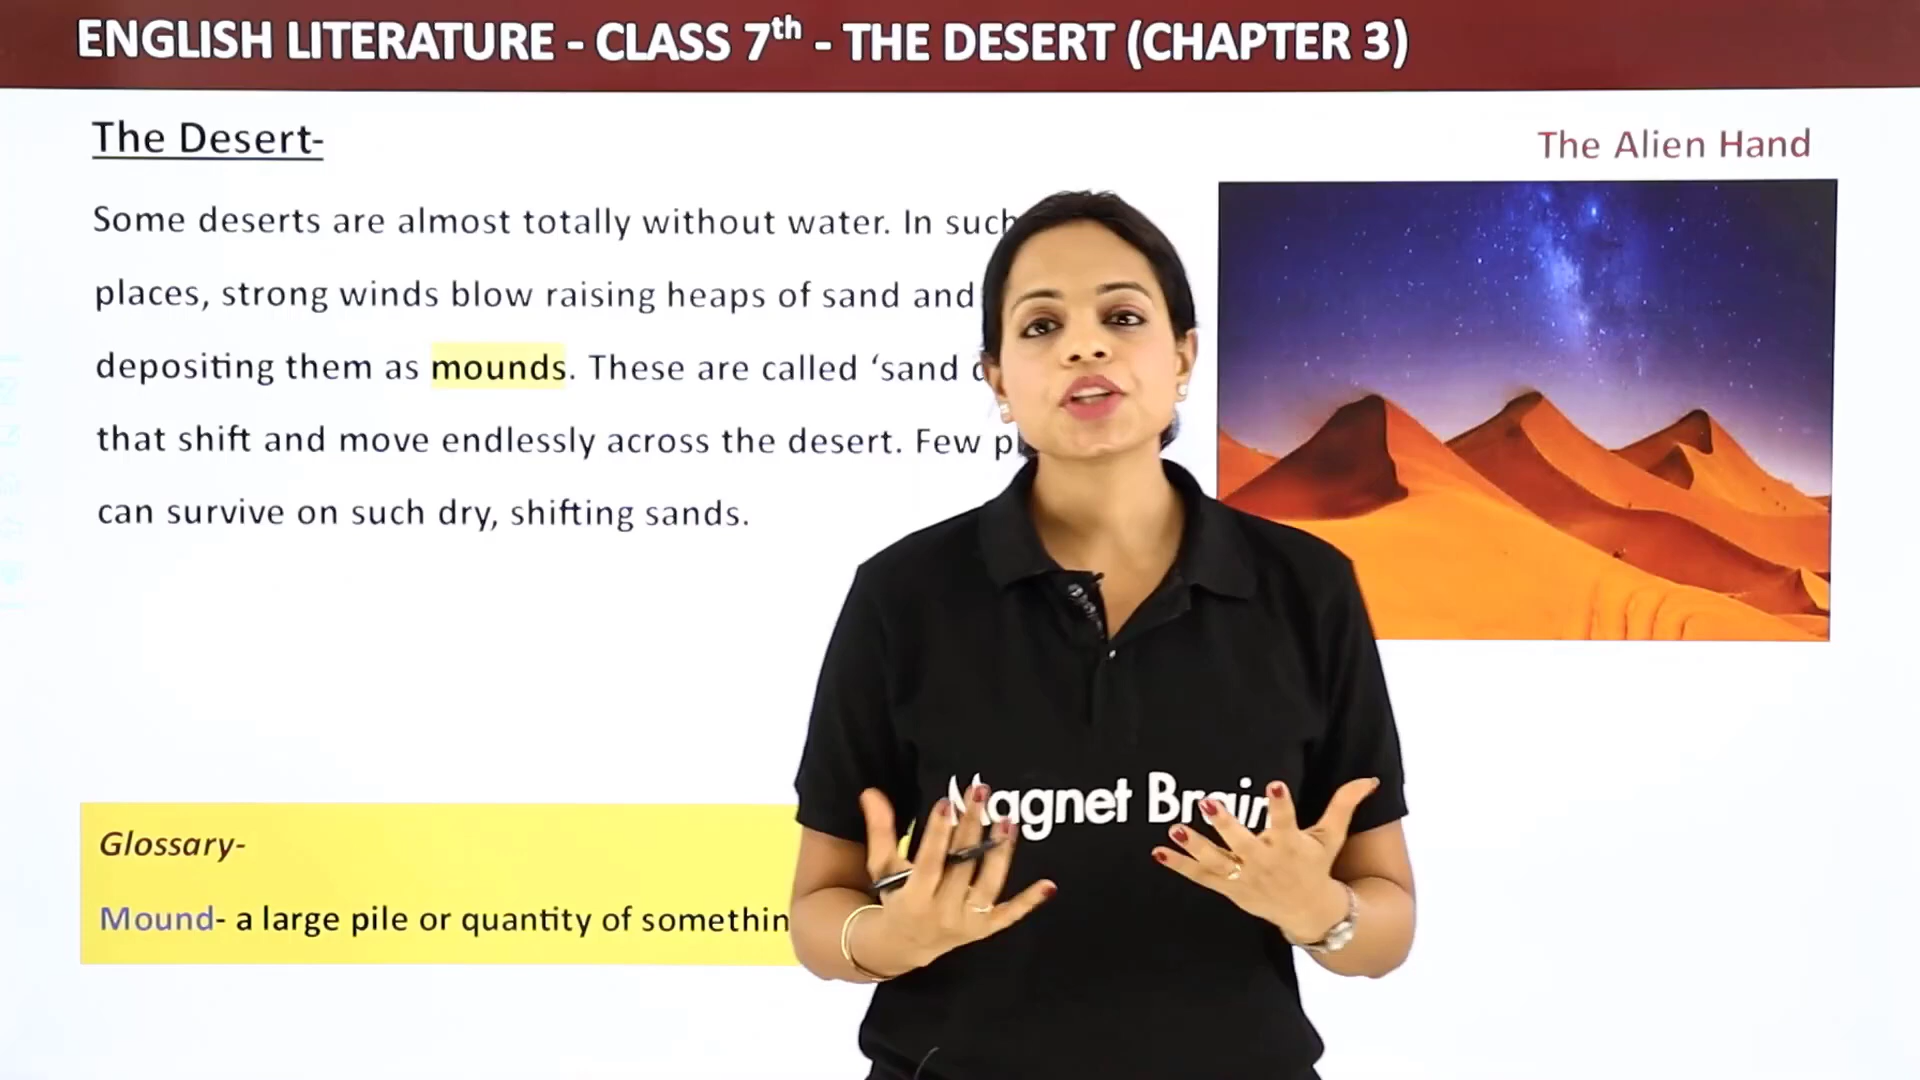 ENGLISH LITERATURE - CLASS 7th - THE DESERT (CHAPTER 3)
The Desert-
The Alien Hand
Some deserts are almost totally without water. In such
places, strong winds blow raising heaps of sand and
depositing them as mounds. These are called ‘sand
that shift and move endlessly across the desert. Few
can survive on such dry, shifting sands.
Magnet Brain
Glossary-
Mound- a large pile or quantity of somethin